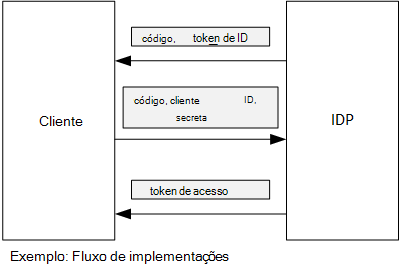 código, token de ID
código, cliente ID,
secreta
Cliente
IDP
token de acesso
Exemplo: Fluxo de implementações